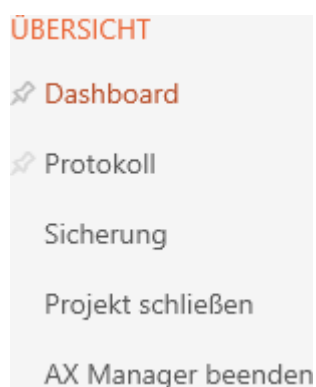 ÜBERSICHT
Dashboard
Protokoll
Sicherung
Projekt schließen
AX Manager beenden